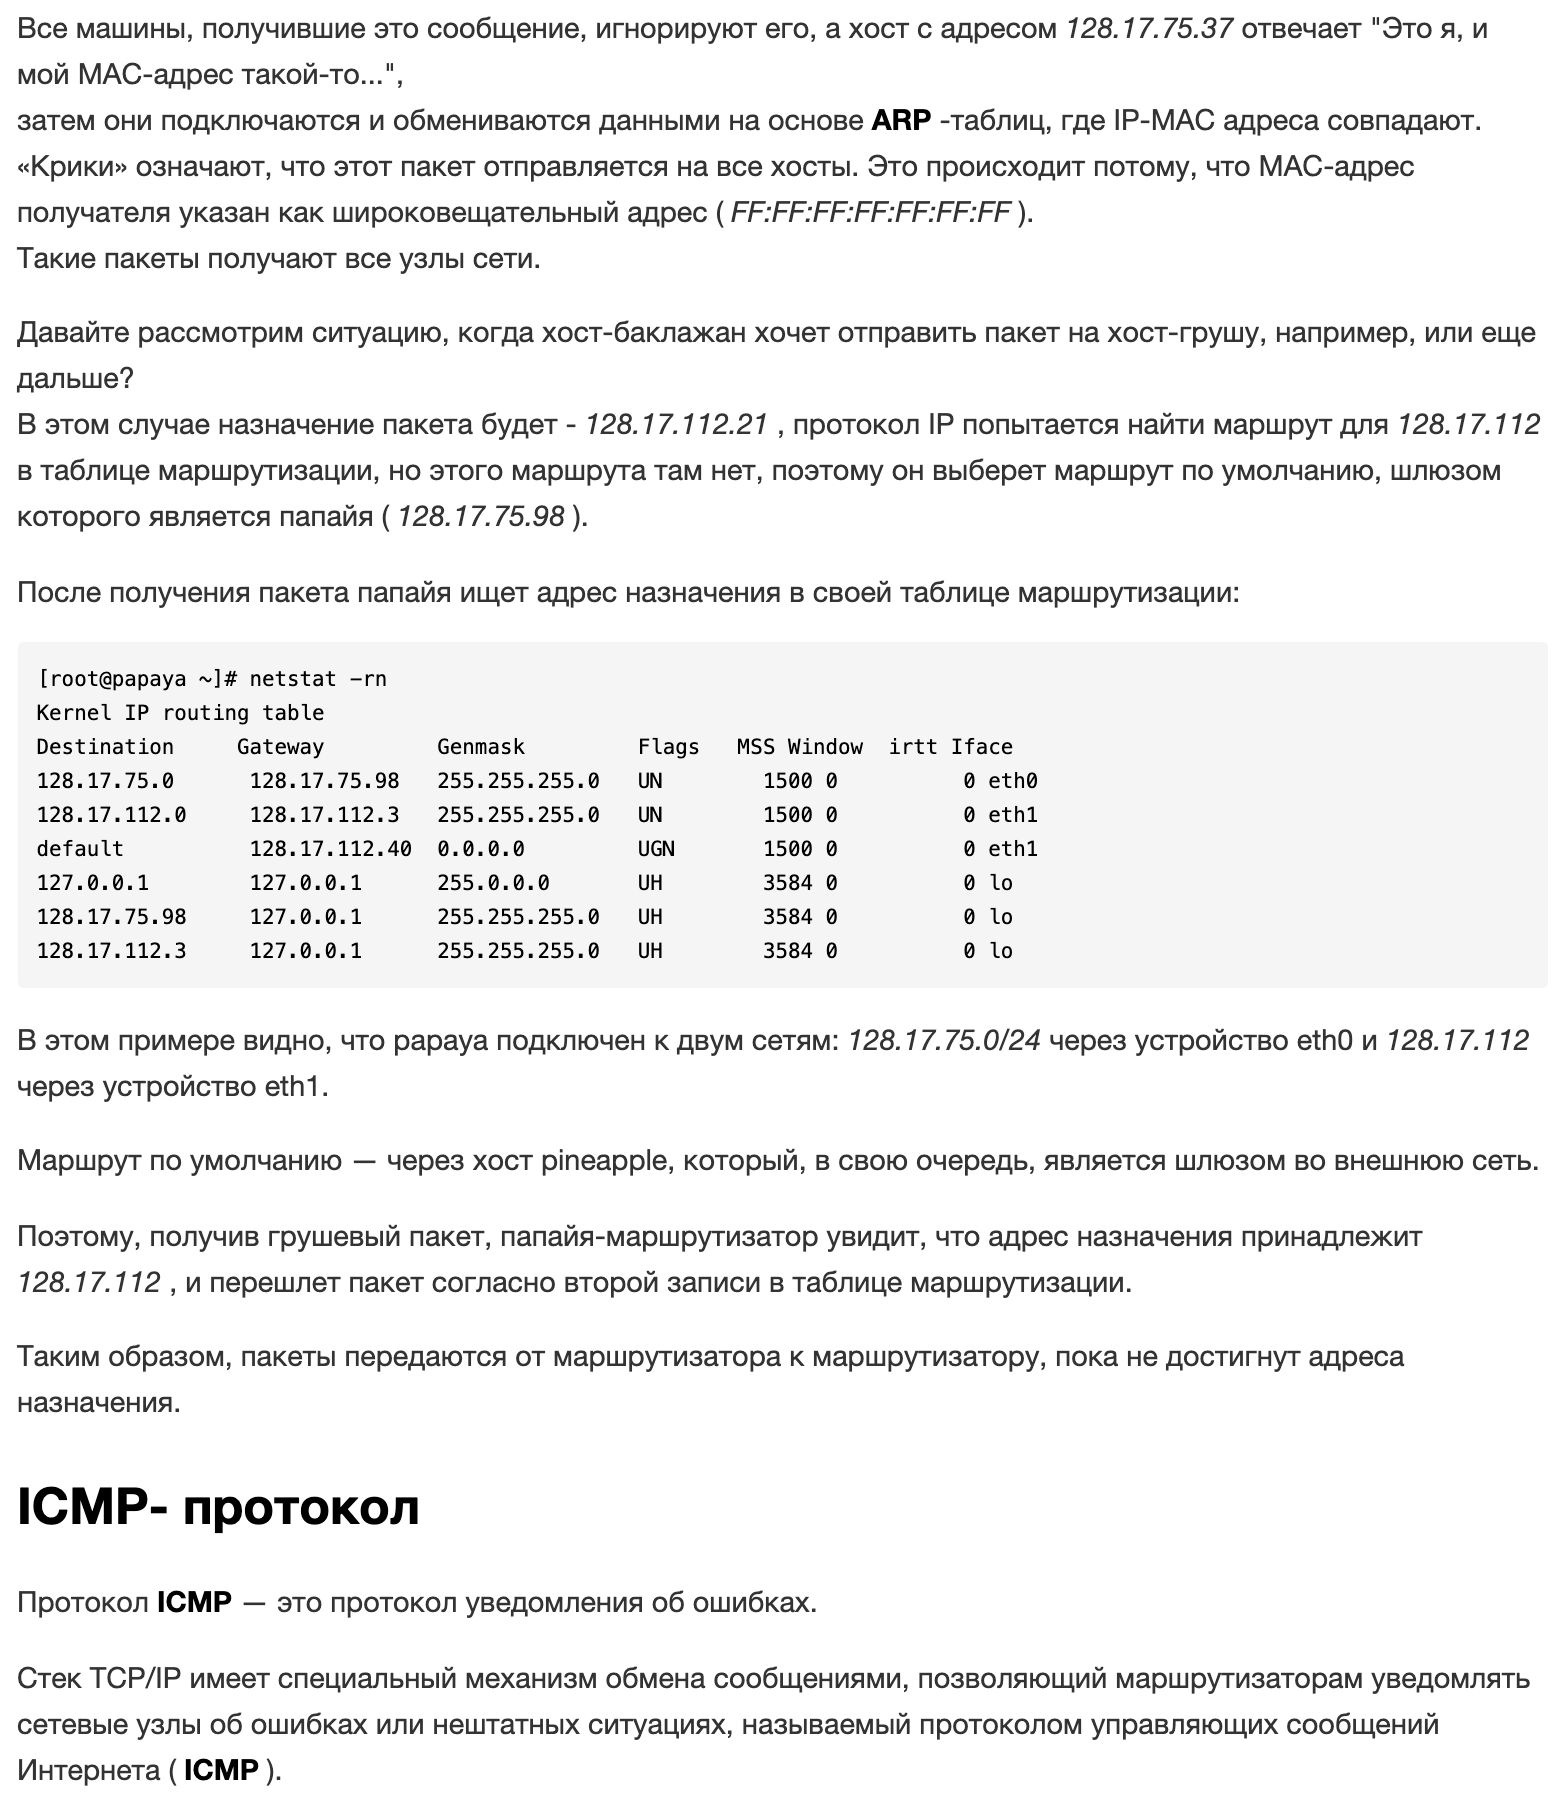 Все машины, получившие это сообщение, игнорируют его, а хост с адресом 128.17.75.37 отвечает "Это я, и
мой MAC-адрес такой-то...",
затем они подключаются и обмениваются данными на основе ARP -таблиц, где IP-MAC адреса совпадают.
«Крики» означают, что этот пакет отправляется на все хосты. Это происходит потому, что MAC-адрес
получателя указан как широковещательный адрес ( FF:FF:FF:FF:FF:FF:FF ).
Такие пакеты получают все узлы сети.
Давайте рассмотрим ситуацию, когда хост-баклажан хочет отправить пакет на хост-грушу, например, или еще
дальше?
В этом случае назначение пакета будет - 128.17.112.21 , протокол IP попытается найти маршрут для 128.17.112
в таблице маршрутизации, но этого маршрута там нет, поэтому он выберет маршрут по умолчанию, шлюзом
которого является папайя ( 128.17.75.98 ).
После получения пакета папайя ищет адрес назначения в своей таблице маршрутизации:
[root@papaya ~]# netstat -rn
Kernel IP routing table
Destination     Gateway         Genmask         Flags   MSS Window  irtt Iface
128.17.75.0      128.17.75.98   255.255.255.0   UN        1500 0          0 eth0
128.17.112.0     128.17.112.3   255.255.255.0   UN        1500 0          0 eth1
default          128.17.112.40  0.0.0.0         UGN       1500 0          0 eth1
127.0.0.1        127.0.0.1      255.0.0.0       UH        3584 0          0 lo
128.17.75.98     127.0.0.1      255.255.255.0   UH        3584 0          0 lo
128.17.112.3     127.0.0.1      255.255.255.0   UH        3584 0          0 lo
В этом примере видно, что papaya подключен к двум сетям: 128.17.75.0/24 через устройство eth0 и 128.17.112
через устройство eth1.
Маршрут по умолчанию — через хост pineapple, который, в свою очередь, является шлюзом во внешнюю сеть.
Поэтому, получив грушевый пакет, папайя-маршрутизатор увидит, что адрес назначения принадлежит
128.17.112 , и перешлет пакет согласно второй записи в таблице маршрутизации.
Таким образом, пакеты передаются от маршрутизатора к маршрутизатору, пока не достигнут адреса
назначения.
ICMP- протокол
Протокол ICMP — это протокол уведомления об ошибках.
Стек TCP/IP имеет специальный механизм обмена сообщениями, позволяющий маршрутизаторам уведомлять
сетевые узлы об ошибках или нештатных ситуациях, называемый протоколом управляющих сообщений
Интернета ( ICMP ).